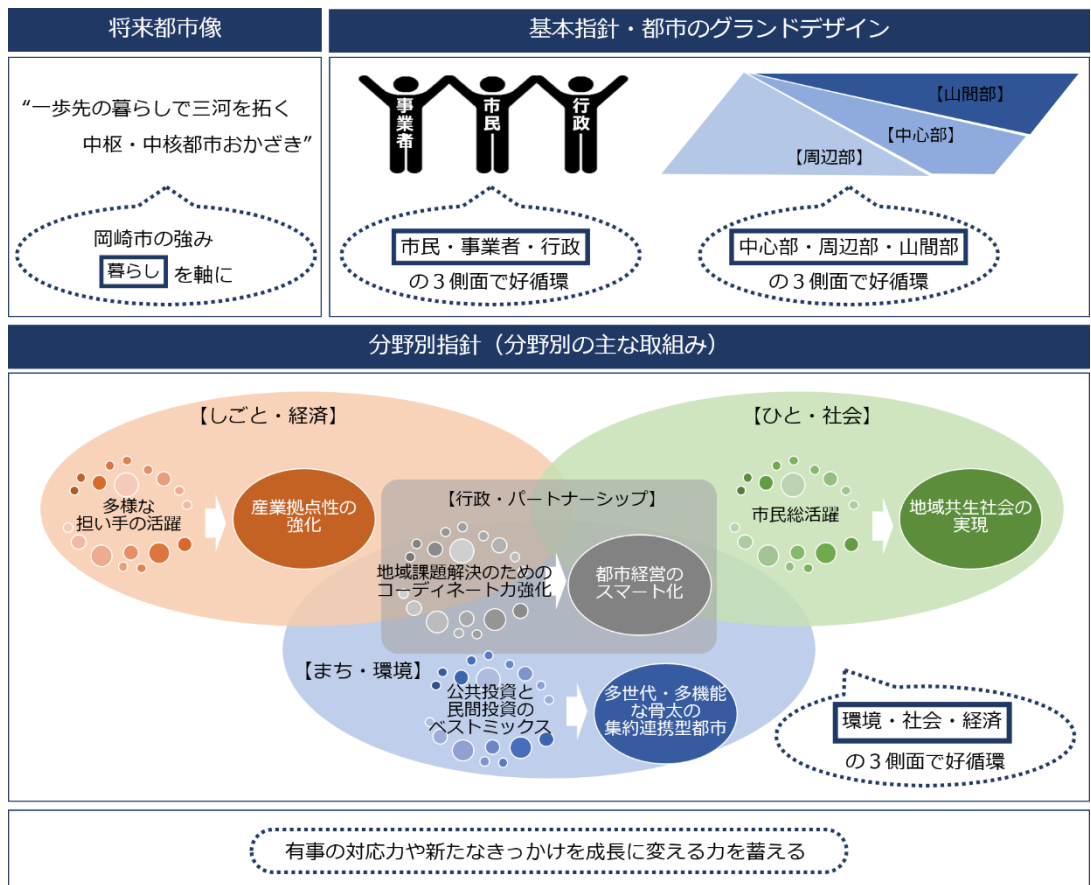 将来都市像
“一歩先の暮らしで三河を拓く
中枢・中核都市おかざき”
岡崎市の強み
暮らし を軸に
基本指針・都市のグランドデザイン
事業者
市民
行政
市民・事業者・行政
の３側面で好循環
【山間部】
【中心部】
【周辺部】
中心部・周辺部・山間部
の３側面で好循環
分野別指針（分野別の主な取組み）
【しごと・経済】
多様な
担い手の活躍
産業拠点性の
強化
【ひと・社会】
市民総活躍
地域共生社会の
実現
【行政・パートナーシップ】
地域課題解決のための
コーディネート力強化
都市経営の
スマート化
【まち・環境】
公共投資と
民間投資の
ベストミックス
多世代・多機能
な骨太の
集約連携型都市
環境・社会・経済
の３側面で好循環
有事の対応力や新たなきっかけを成長に変える力を蓄える